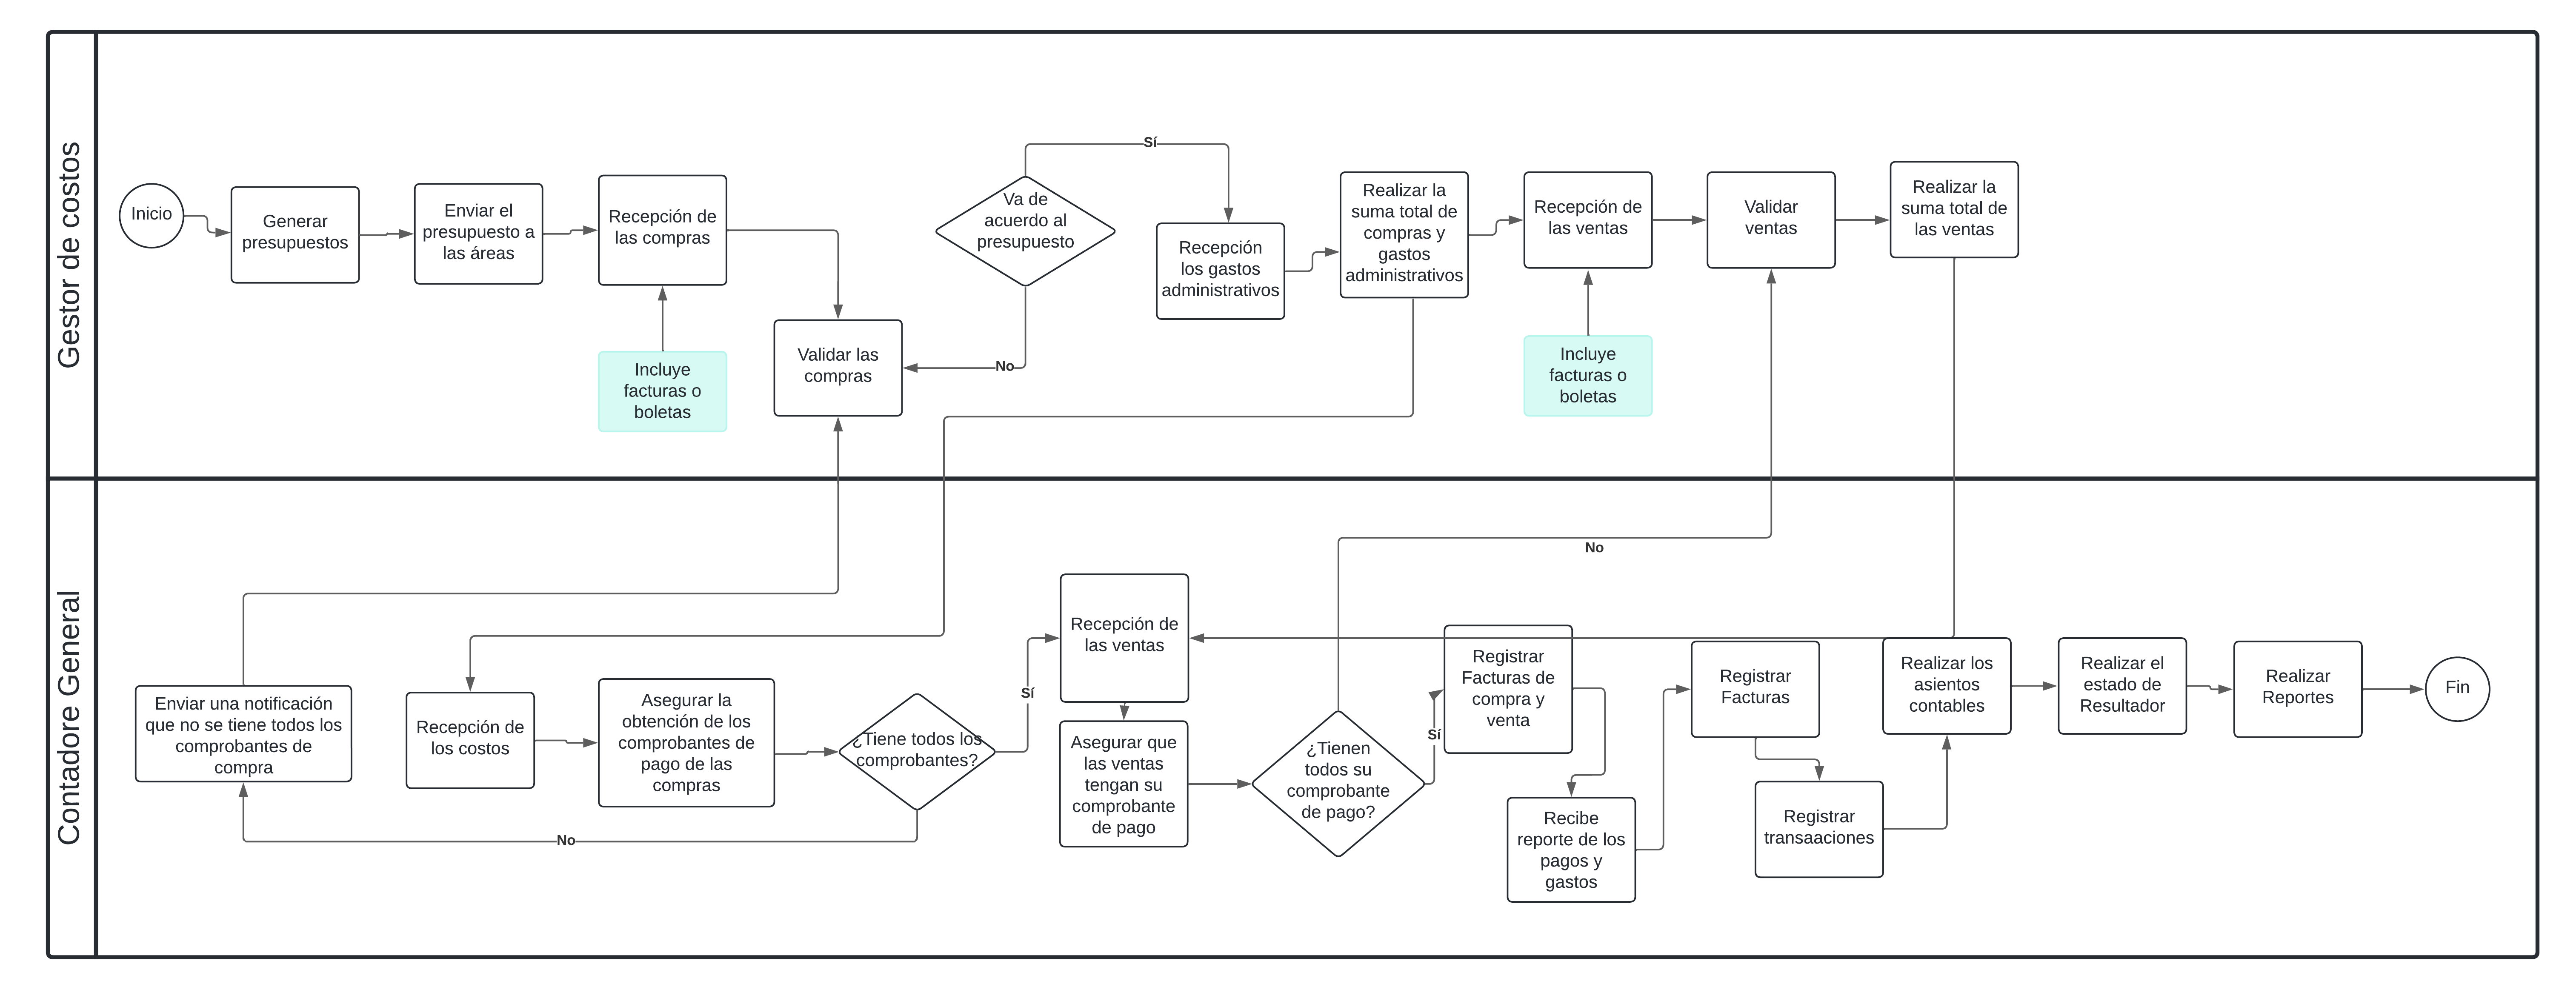 Gestor de costos
Inicio
Generar
presupuestos
Enviar el
presupuesto a
las áreas
Recepción de
las compras
Incluye
facturas o
boletas
Validar las
compras
Va de
acuerdo al
presupuesto
Sí
No
Recepción
los gastos
administrativos
Realizar la
suma total de
compras y
gastos
administrativos
Recepción de
las ventas
Incluye
facturas o
boletas
Validar
ventas
Realizar la
suma total de
las ventas
Contadore General
Enviar una notificación
que no se tiene todos los
comprobantes de
compra
Recepción de
los costos
Asegurar la
obtención de los
comprobantes de
pago de las
compras
¿Tiene todos los
comprobantes?
No
Sí
Recepción de
las ventas
Asegurar que
las ventas
tengan su
comprobante
de pago
¿Tienen
todos su
comprobante
de pago?
No
Sí
Registrar
Facturas de
compra y
venta
Recibe
reporte de los
pagos y
gastos
Registrar
Facturas
Registrar
transaaciones
Realizar los
asientos
contables
Realizar el
estado de
Resultador
Realizar
Reportes
Fin